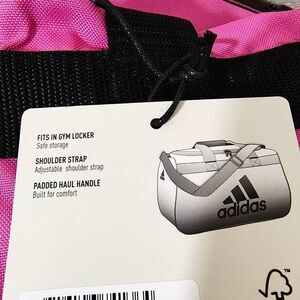 FITS IN GYM LOCKER
Safe storage
SHOULDER STRAP
Adjustable shoulder strap
PADDED HAUL HANDLE
Built for comfort
adidas